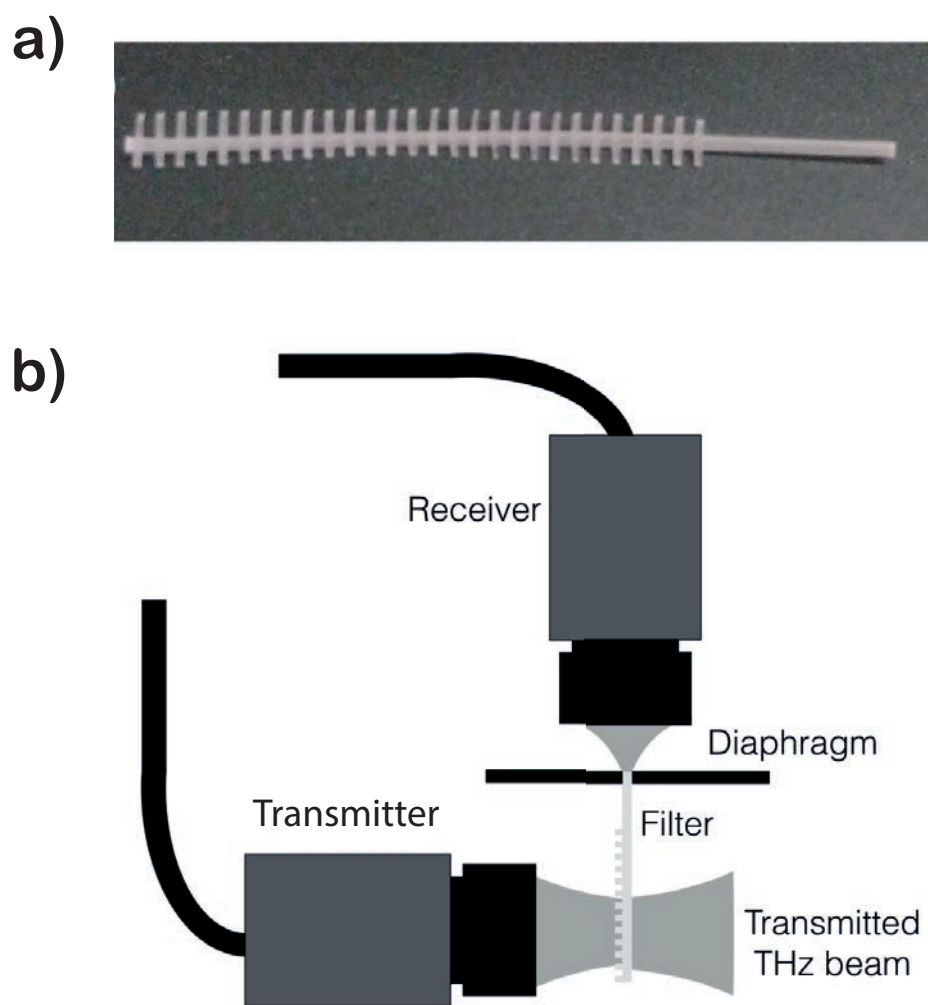 a)
b)
Receiver
Diaphragm
Transmitter
Filter
Transmitted
THz beam